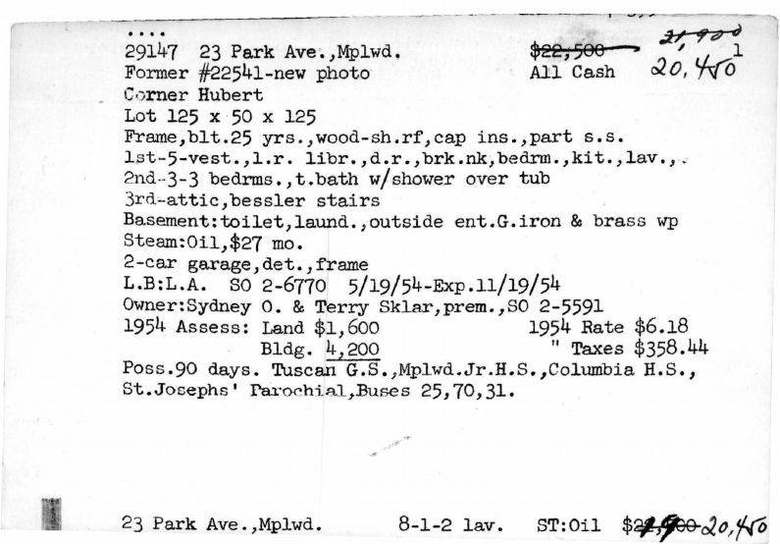 ....
21,900
29147 23 Park Ave.,Mplwd. $22,500 1
Former #22541-new photo All Cash 20,450
Corner Hubert
Lot 125 x 50 x 125
Frame,blt.25 yrs.,wood-sh.rf,cap ins.,part s.s.
1st-5-vest.,l.r. libr.,d.r.,brk.nk,bedrm.,kit.,lav.,.
2nd-3-3 bedrms.,t.bath w/shower over tub
3rd-attic,bessler stairs
Basement:toilet,laund.,outside ent.G.iron & brass wp
Steam:Oil,$27 mo.
2-car garage,det.,frame
L.B:L.A. SO 2-6770 5/19/54-Exp.11/19/54
Owner:Sydney O. & Terry Sklar,prem.,SO 2-5591
1954 Assess: Land $1,600 1954 Rate $6.18
Bldg. 4,200 " Taxes $358.44
Poss.90 days. Tuscan G.S.,Mplwd.Jr.H.S.,Columbia H.S.,
St.Josephs' Parochial,Buses 25,70,31.
23 Park Ave.,Mplwd. 8-1-2 lav. ST:Oil 20,450